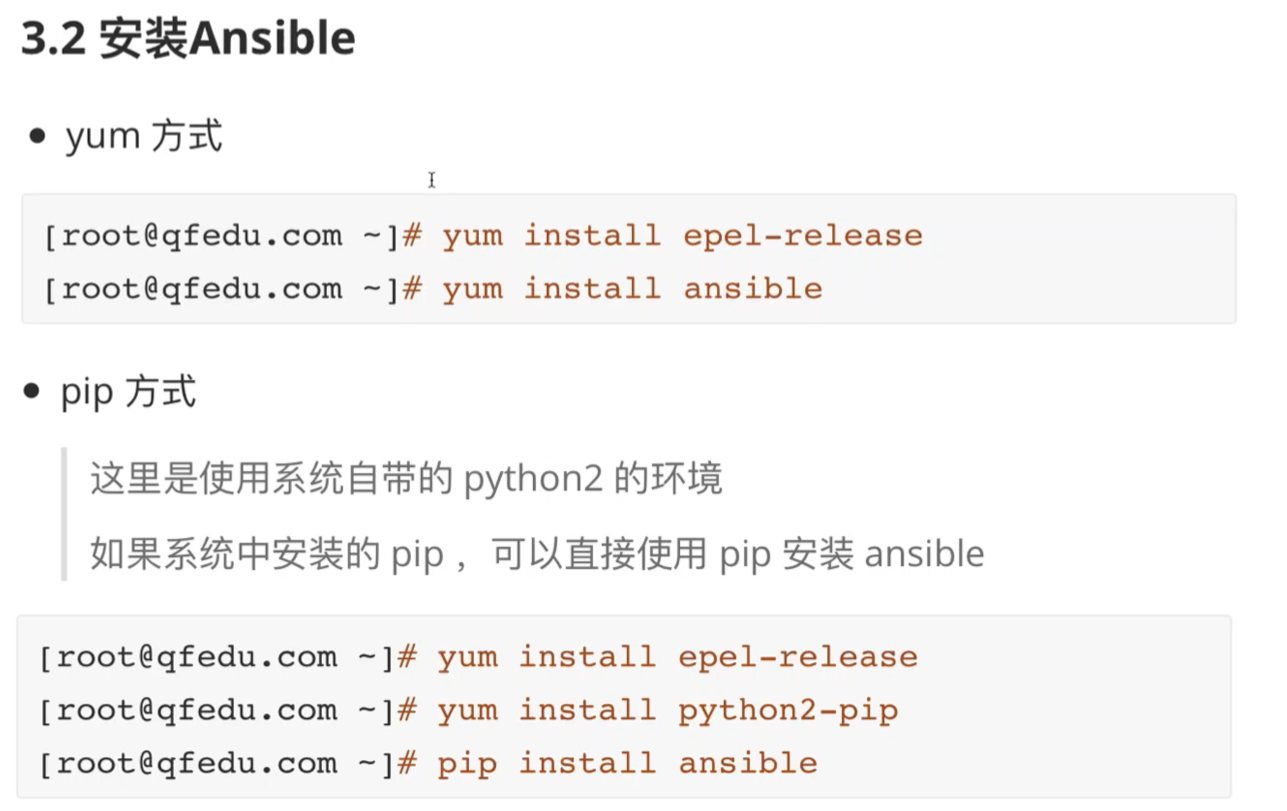 3.2 安装Ansible
• yum 方式
[root@qfedu.com ~]# yum install epel-release
[root@qfedu.com ~]# yum install ansible
• pip 方式
这里是使用系统自带的 python2 的环境
如果系统中安装的 pip ，可以直接使用 pip 安装 ansible
[root@qfedu.com ~]# yum install epel-release
[root@qfedu.com ~]# yum install python2-pip
[root@qfedu.com ~]# pip install ansible